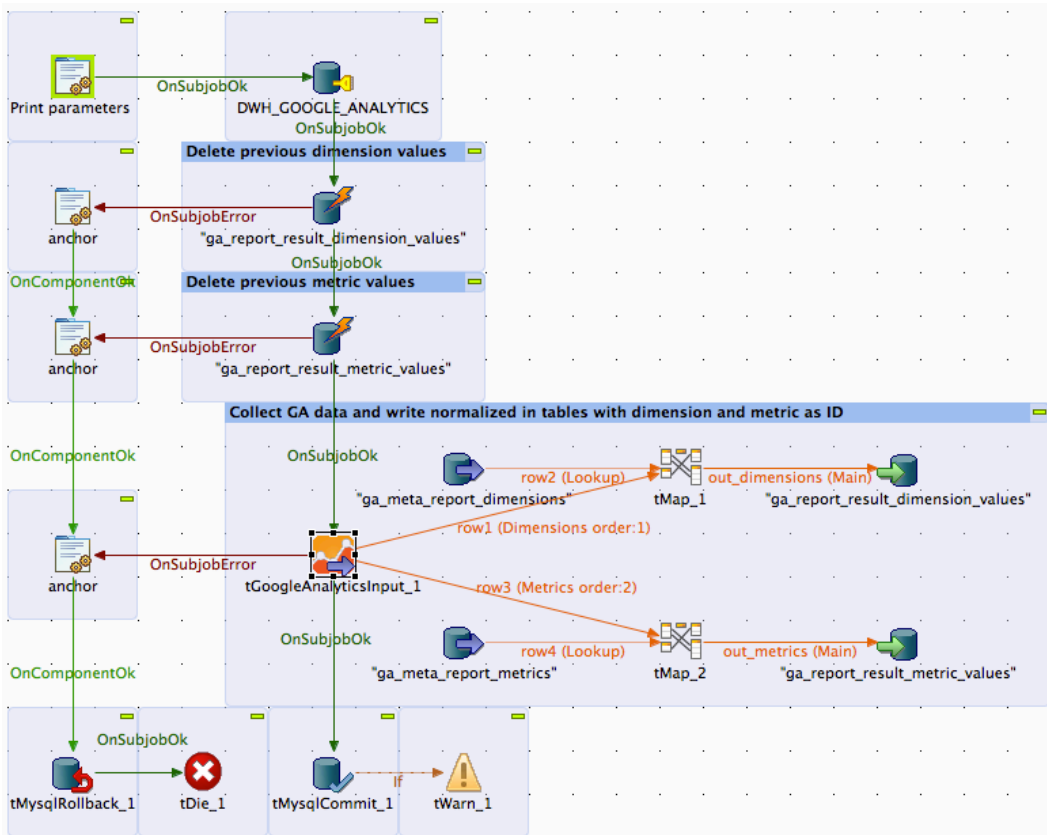 OnSubjobOk
Print parameters
DWH_GOOGLE_ANALYTICS
OnSubjobOk
Delete previous dimension values
OnSubjobError
anchor
"ga_report_result_dimension_values"
OnSubjobOk
OnComponentOk
Delete previous metric values
OnSubjobError
anchor
"ga_report_result_metric_values"
Collect GA data and write normalized in tables with dimension and metric as ID
OnComponentOk
OnSubjobOk
row2 (Lookup)
out_dimensions (Main)
"ga_meta_report_dimensions"
tMap_1
"ga_report_result_dimension_values"
row1 (Dimensions order:1)
OnSubjobError
anchor
tGoogleAnalyticsInput_1
row3 (Metrics order:2)
OnSubjobOk
row4 (Lookup)
out_metrics (Main)
OnComponentOk
"ga_meta_report_metrics"
tMap_2
"ga_report_result_metric_values"
OnSubjobOk
If
tMysqlRollback_1
tDie_1
tMysqlCommit_1
tWarn_1